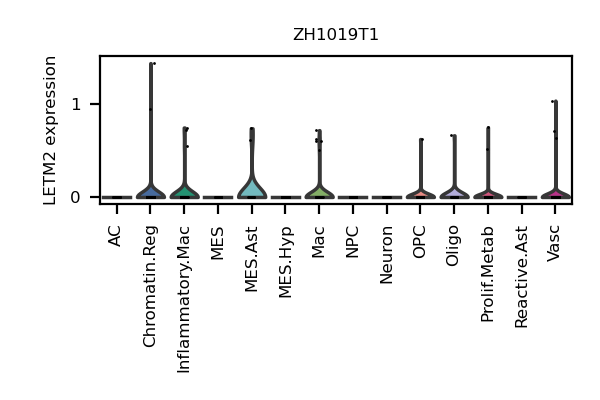 ZH1019T1
LETM2 expression
1
0
AC
Chromatin.Reg
Inflammatory.Mac
MES
MES.Ast
MES.Hyp
Mac
NPC
Neuron
OPC
Oligo
Prolif.Metab
Reactive.Ast
Vasc